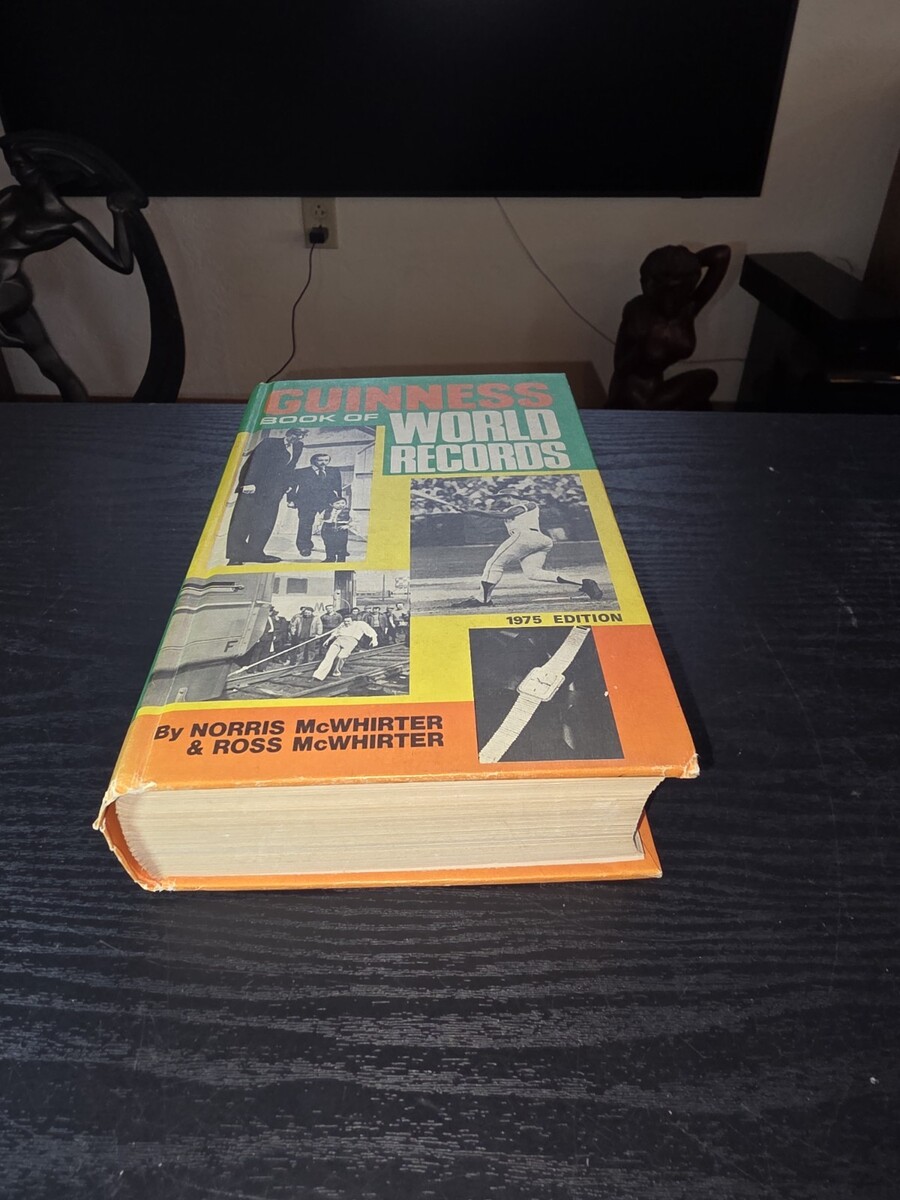 GUINNESS
BOOK OF WORLD
RECORDS
1975 EDITION
F
By NORRIS McWHIRTER
& ROSS McWHIRTER